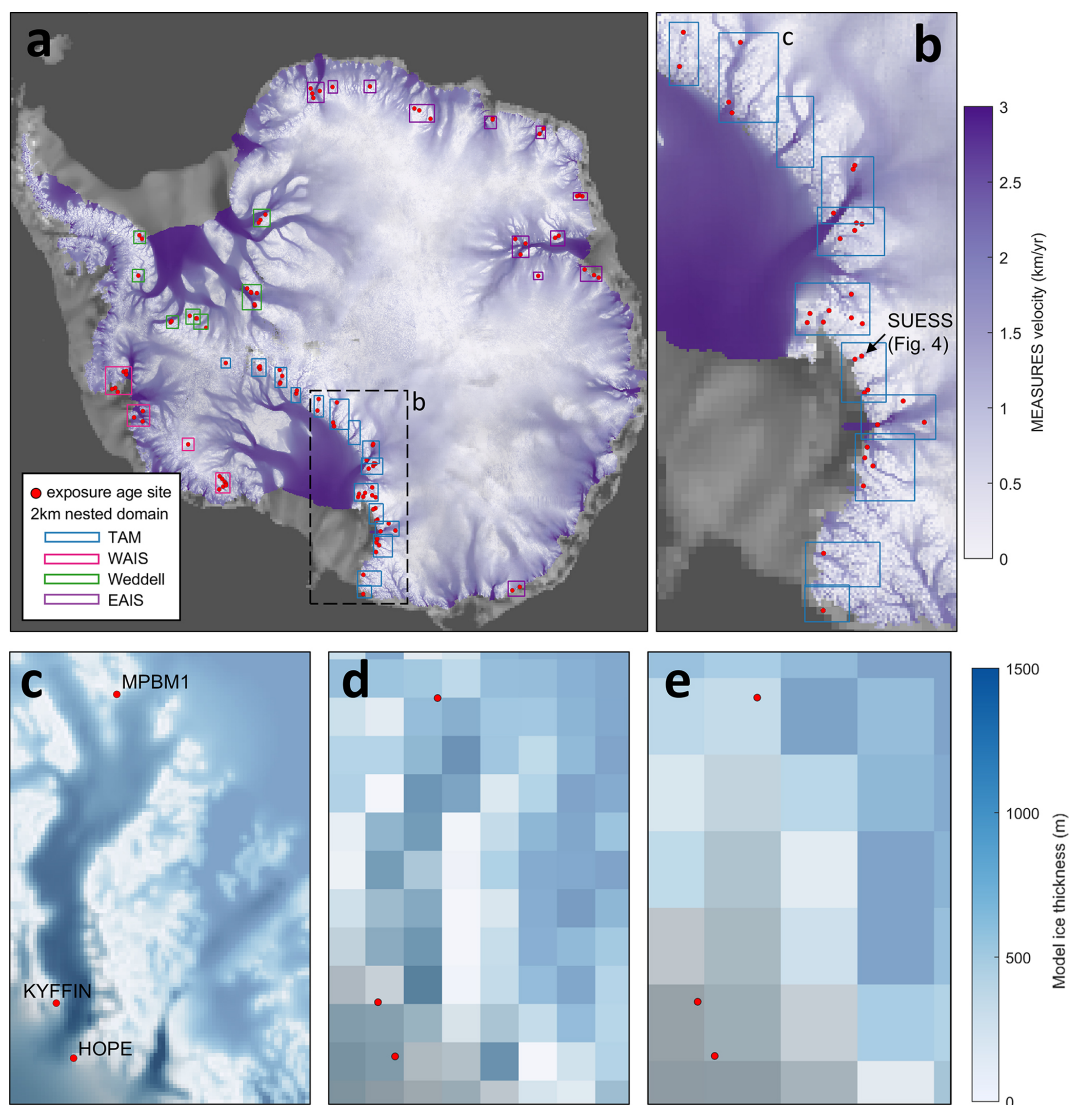 a
b
exposure age site
2km nested domain
TAM
WAIS
Weddell
EAIS
b
c
SUESS
(Fig. 4)
3
2.5
2
1.5
1
0.5
0
MEASURES velocity (km/yr)
c
MPBM1
KYFFIN
HOPE
d
e
1500
1000
500
0
Model ice thickness (m)